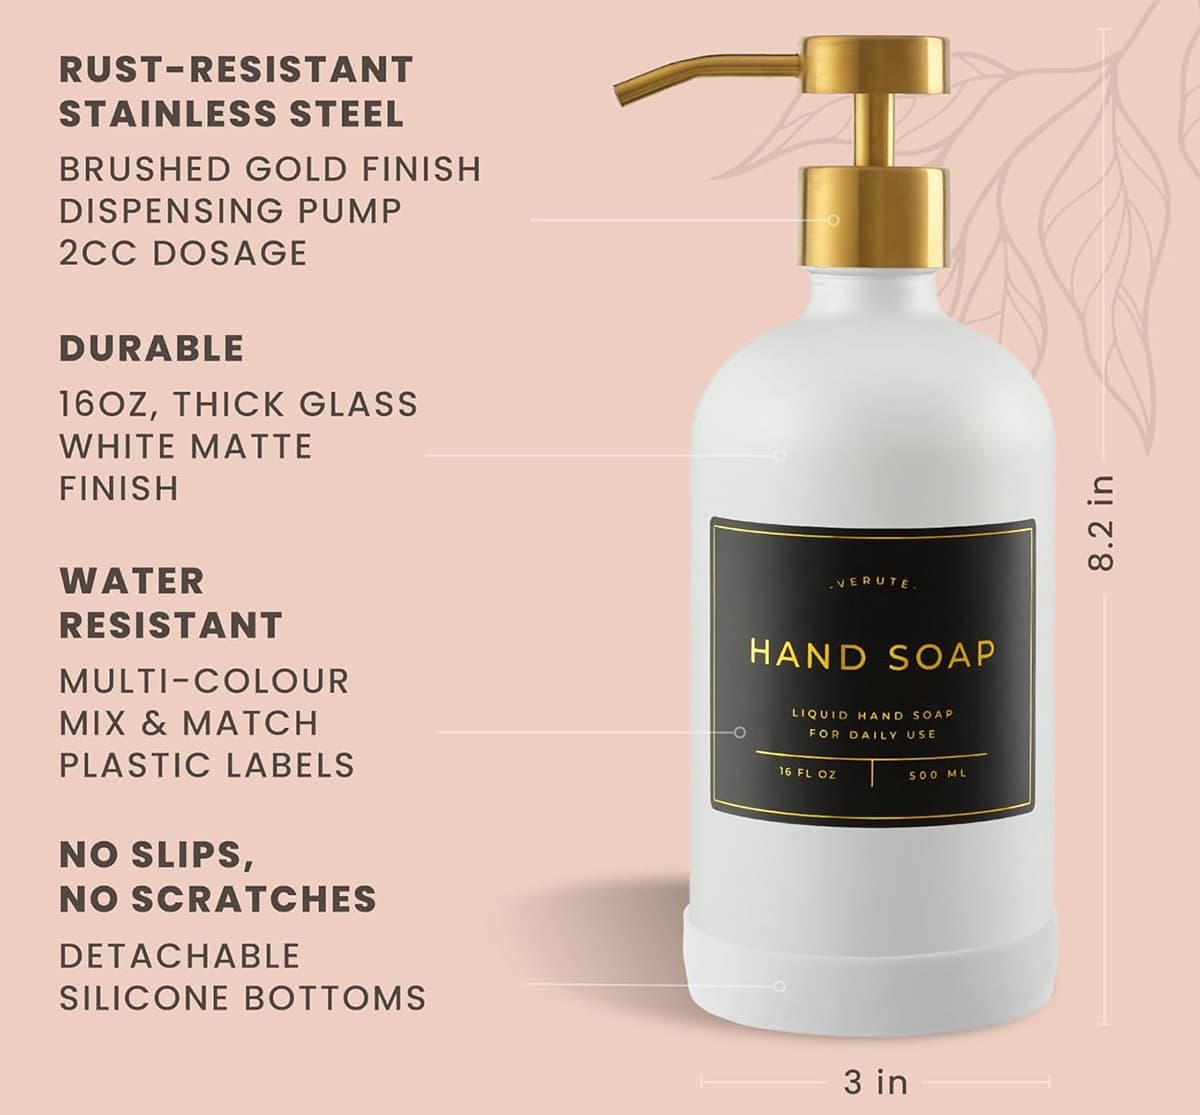 RUST-RESISTANT
STAINLESS STEEL
BRUSHED GOLD FINISH
DISPENSING PUMP
2CC DOSAGE
DURABLE
16OZ, THICK GLASS
WHITE MATTE
FINISH
WATER
RESISTANT
MULTI-COLOUR
MIX & MATCH
PLASTIC LABELS
NO SLIPS,
NO SCRATCHES
DETACHABLE
SILICONE BOTTOMS
·VERUTÈ·
HAND SOAP
LIQUID HAND SOAP
FOR DAILY USE
16 FL OZ
500 ML
8.2 in
3 in